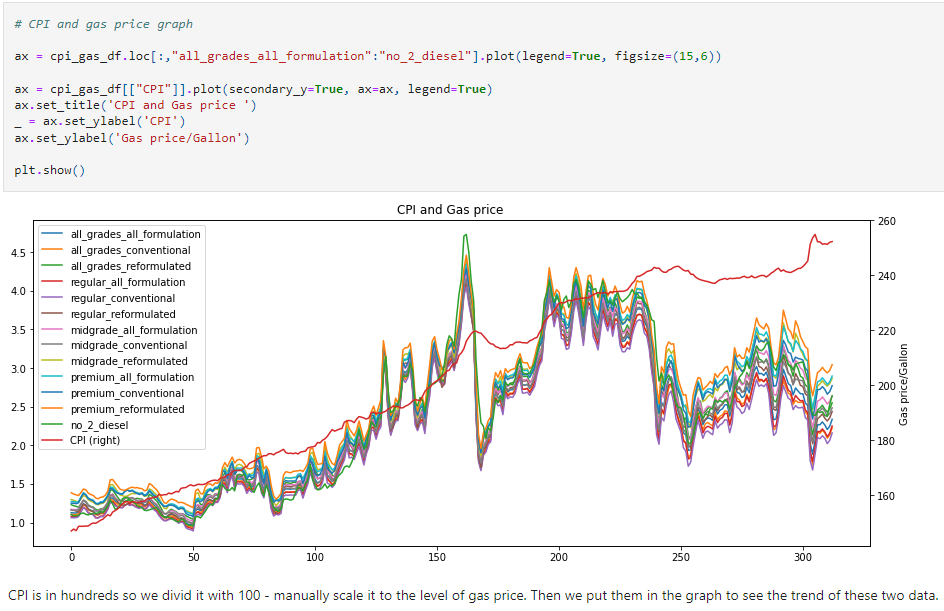 # CPI and gas price graph
ax = cpi_gas_df.loc[:,"all_grades_all_formulation":"no_2_diesel"].plot(legend=True, figsize=(15,6))
ax = cpi_gas_df[["CPI"]].plot(secondary_y=True, ax=ax, legend=True)
ax.set_title('CPI and Gas price ')
_ = ax.set_ylabel('CPI')
ax.set_ylabel('Gas price/Gallon')
plt.show()
CPI and Gas price
all_grades_all_formulation
all_grades_conventional
all_grades_reformulated
regular_all_formulation
regular_conventional
regular_reformulated
midgrade_all_formulation
midgrade_conventional
midgrade_reformulated
premium_all_formulation
premium_conventional
premium_reformulated
no_2_diesel
CPI (right)
4.5
4.0
3.5
3.0
2.5
2.0
1.5
1.0
0
50
100
150
200
250
300
260
240
220
200
180
160
Gas price/Gallon
CPI is in hundreds so we divid it with 100 - manually scale it to the level of gas price. Then we put them in the graph to see the trend of these two data.